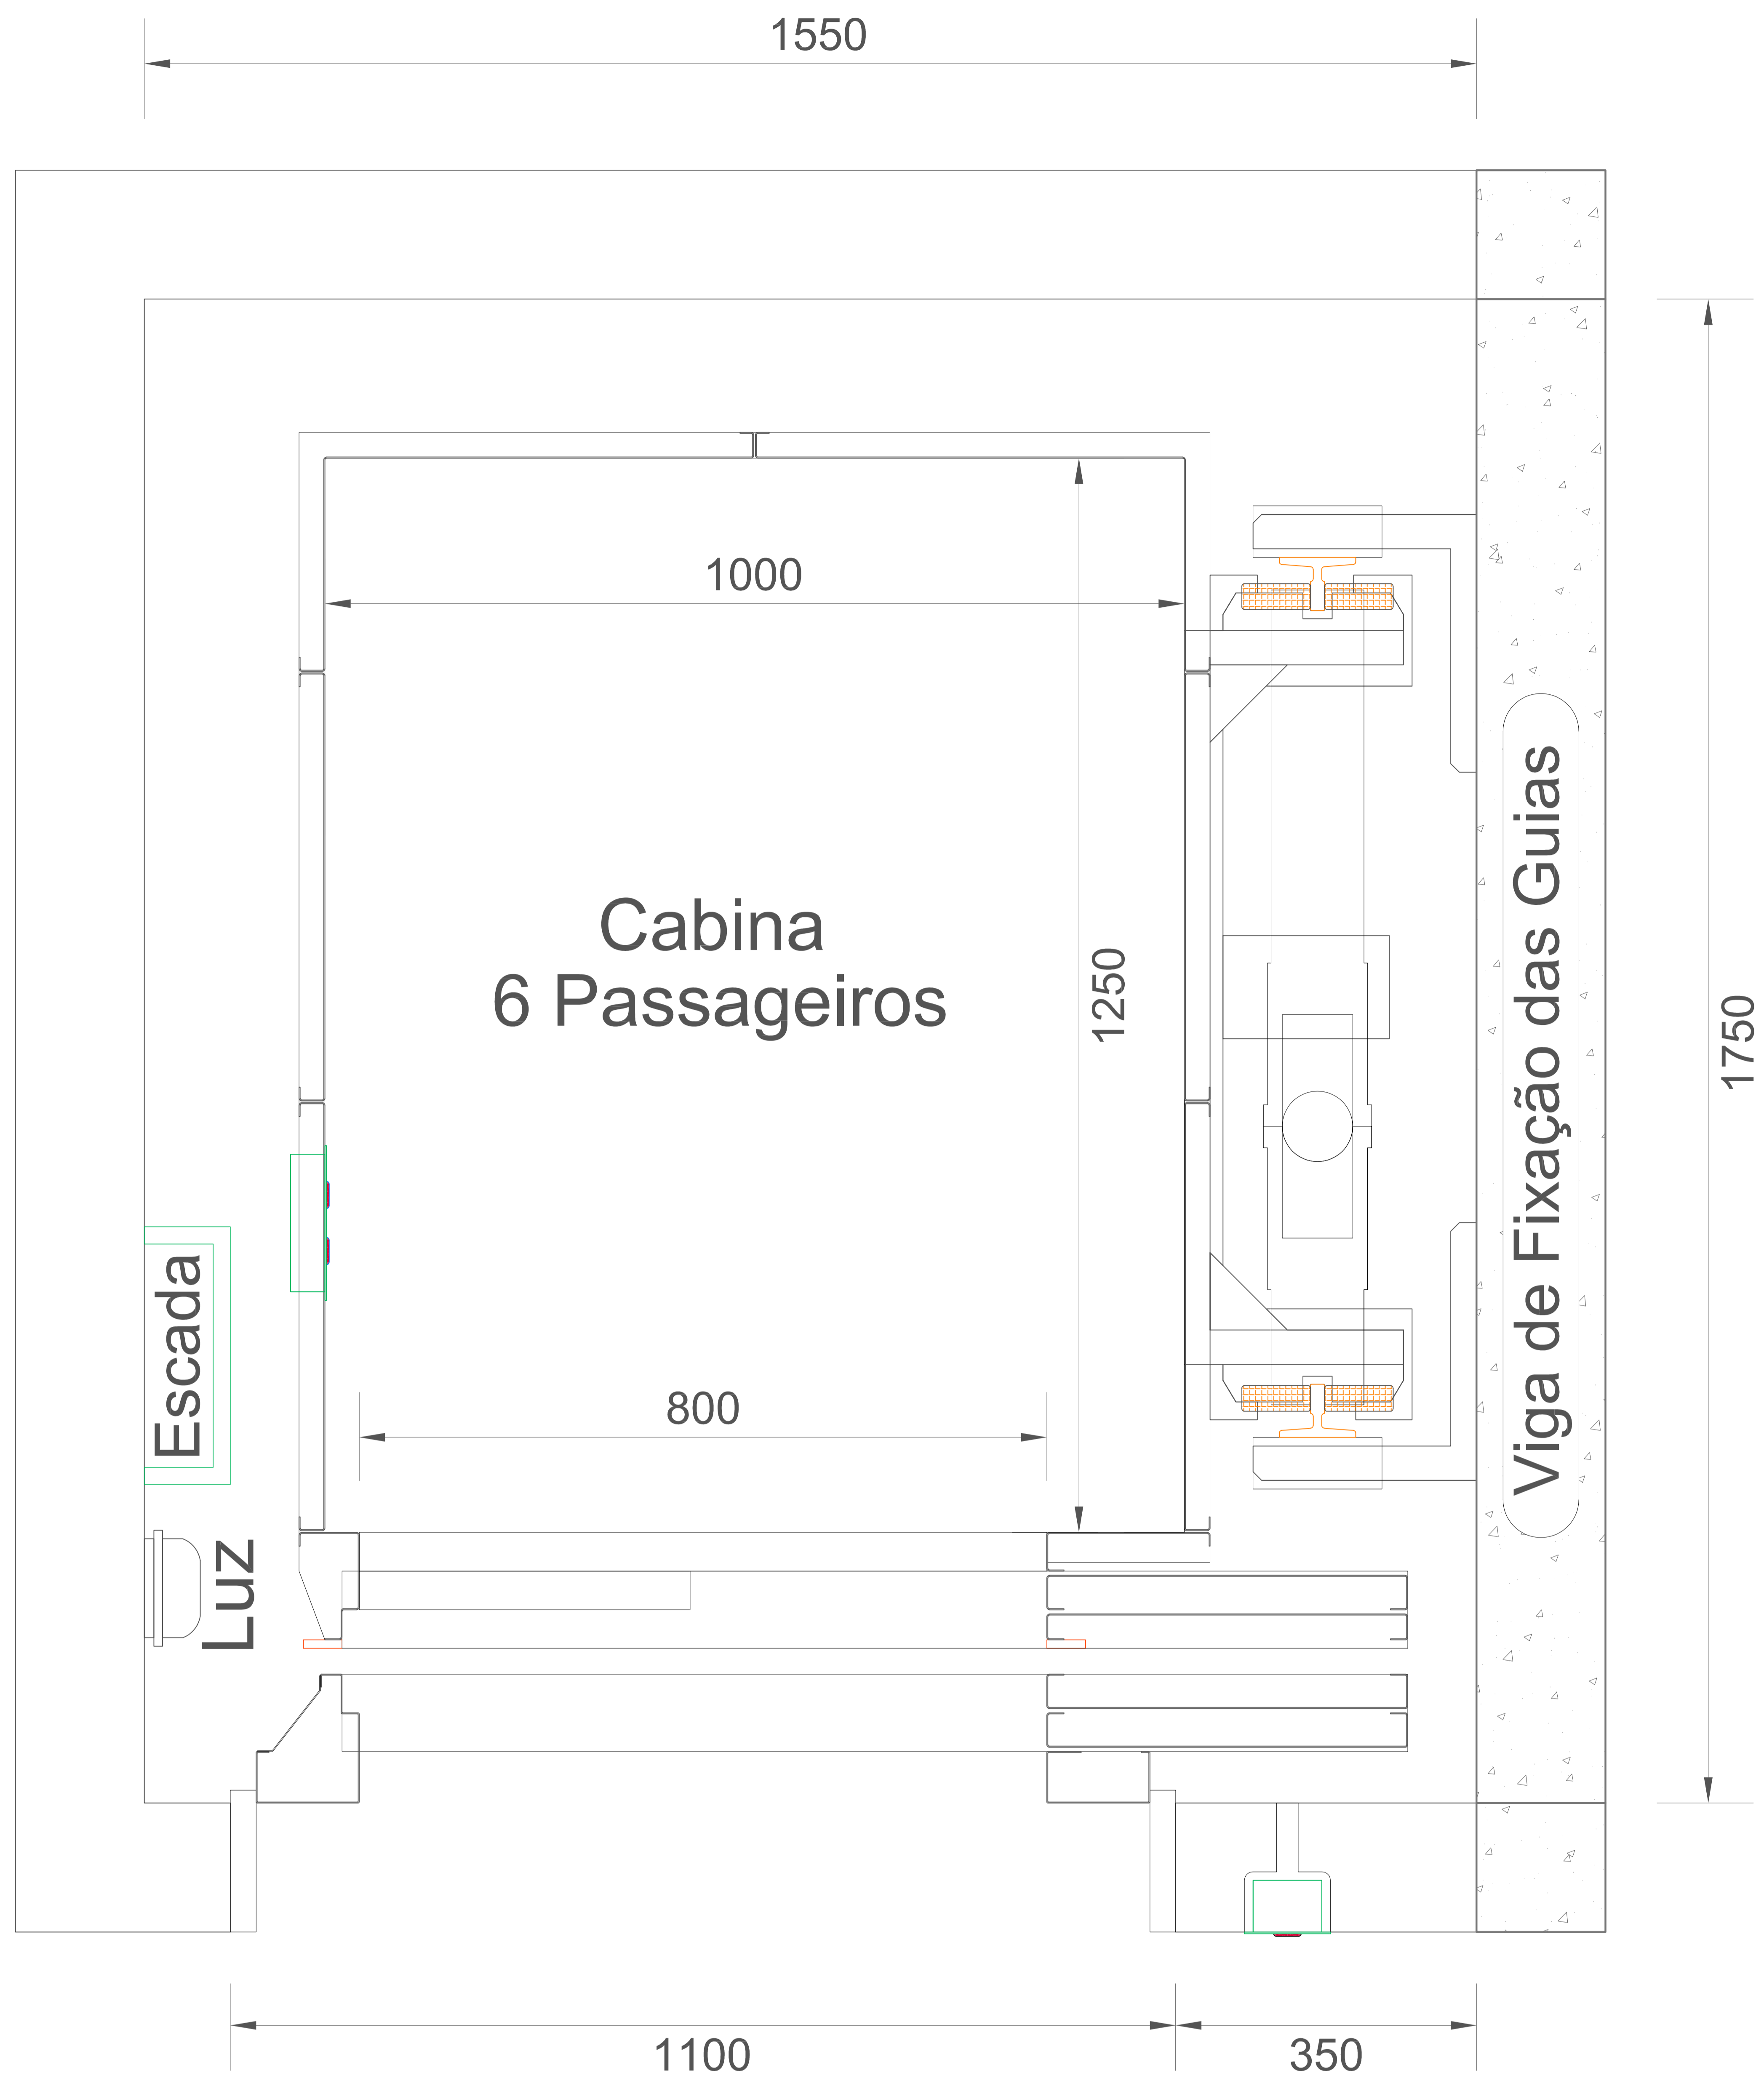 1550
1000
Cabina
6 Passageiros
1250
Viga de Fixação das Guias
1750
Escada
800
Luz
1100
350